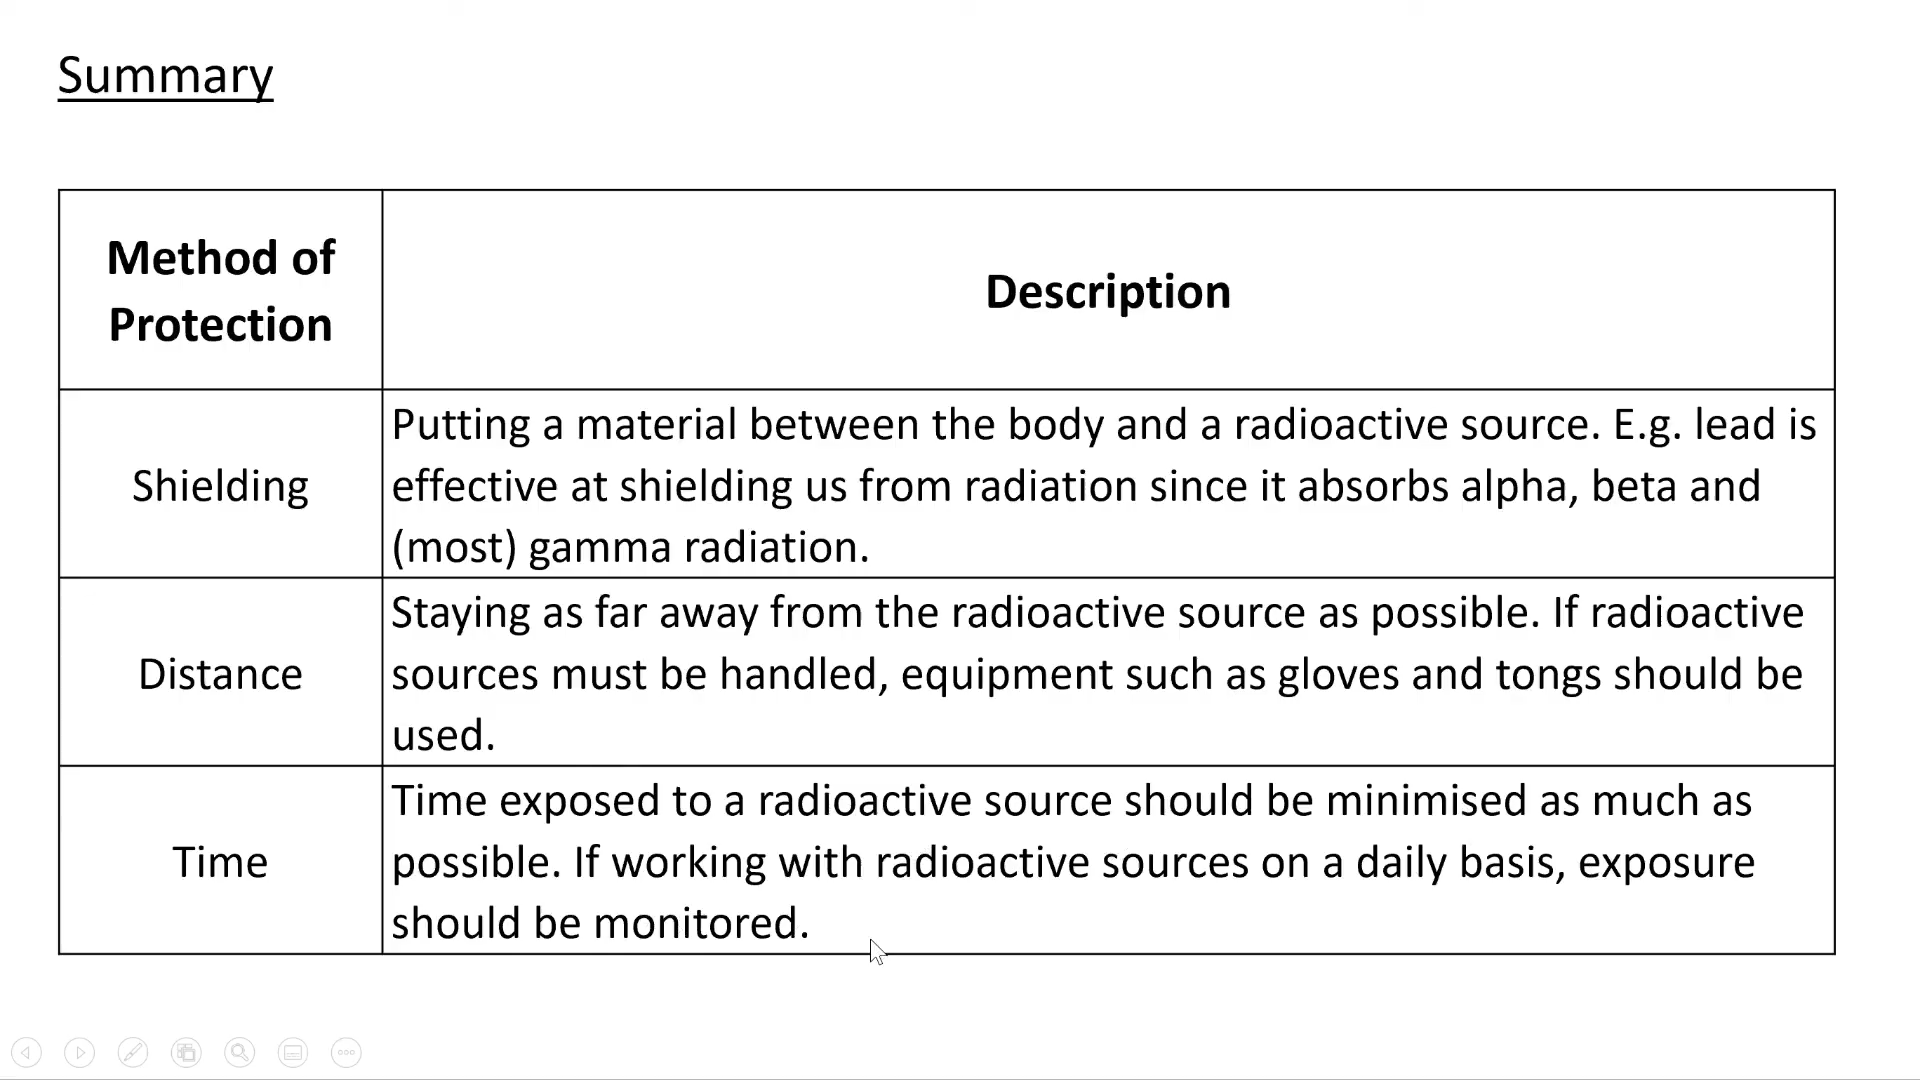 Summary
Method of
Protection
Description
Shielding
Putting a material between the body and a radioactive source. E.g. lead is
effective at shielding us from radiation since it absorbs alpha, beta and
(most) gamma radiation.
Distance
Staying as far away from the radioactive source as possible. If radioactive
sources must be handled, equipment such as gloves and tongs should be
used.
Time
Time exposed to a radioactive source should be minimised as much as
possible. If working with radioactive sources on a daily basis, exposure
should be monitored.